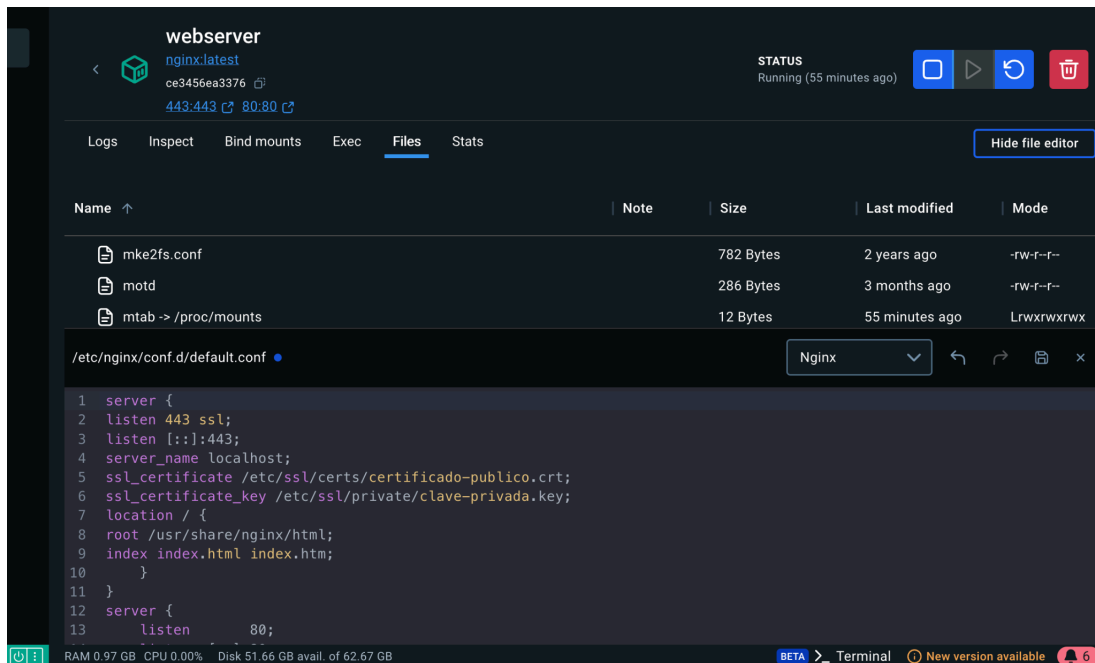 webserver
nginx:latest
ce3456ea3376
443:443 80:80
STATUS
Running (55 minutes ago)
Logs Inspect Bind mounts Exec Files Stats
Hide file editor
Name Note Size Last modified Mode
mke2fs.conf 782 Bytes 2 years ago -rw-r--r--
motd 286 Bytes 3 months ago -rw-r--r--
mtab -> /proc/mounts 12 Bytes 55 minutes ago Lrwxrwxrwx
/etc/nginx/conf.d/default.conf Nginx
1 server {
2 listen 443 ssl;
3 listen [::]:443;
4 server_name localhost;
5 ssl_certificate /etc/ssl/certs/certificado-publico.crt;
6 ssl_certificate_key /etc/ssl/private/clave-privada.key;
7 location / {
8 root /usr/share/nginx/html;
9 index index.html index.htm;
10 }
11 }
12 server {
13 listen 80;
RAM 0.97 GB CPU 0.00% Disk 51.66 GB avail. of 62.67 GB BETA Terminal New version available 6